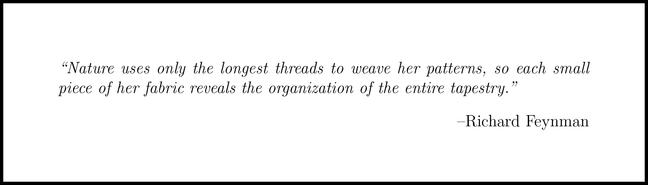 “Nature uses only the longest threads to weave her patterns, so each small
piece of her fabric reveals the organization of the entire tapestry.”
–Richard Feynman